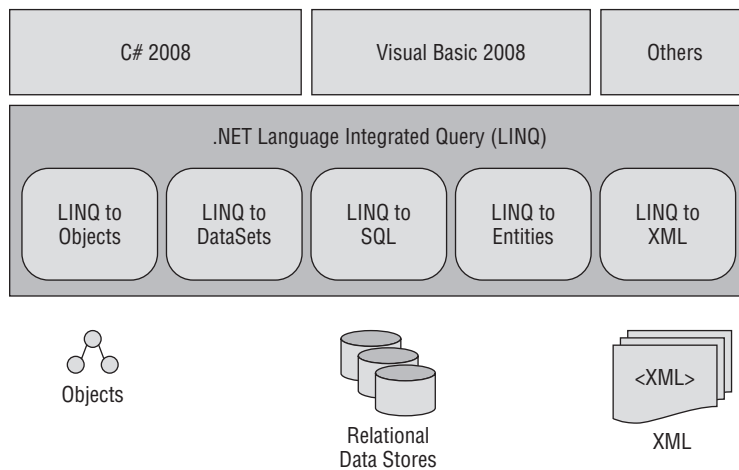 C# 2008
Visual Basic 2008
Others
.NET Language Integrated Query (LINQ)
LINQ to
Objects
LINQ to
DataSets
LINQ to
SQL
LINQ to
Entities
LINQ to
XML
Objects
Relational
Data Stores
<XML>
XML